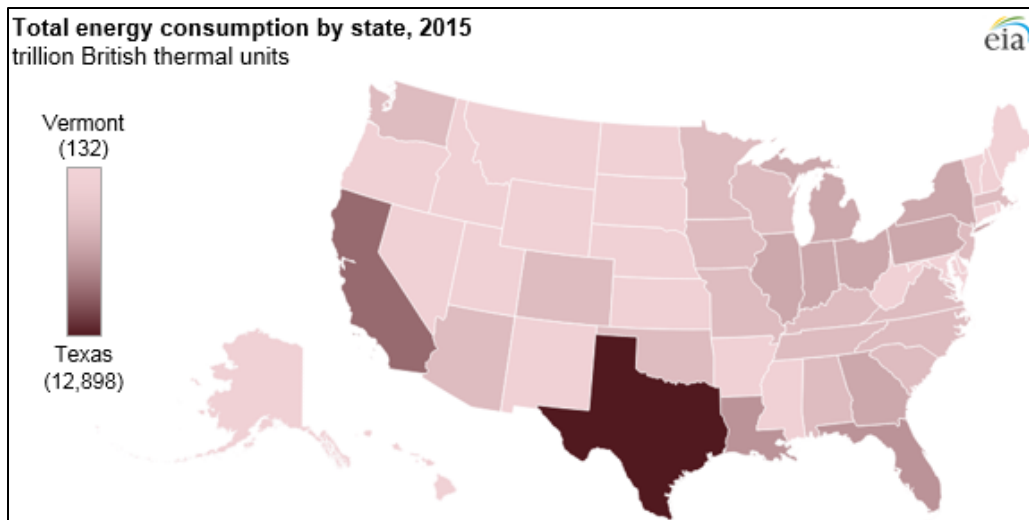 Total energy consumption by state, 2015
trillion British thermal units
eia
Vermont
(132)
Texas
(12,898)